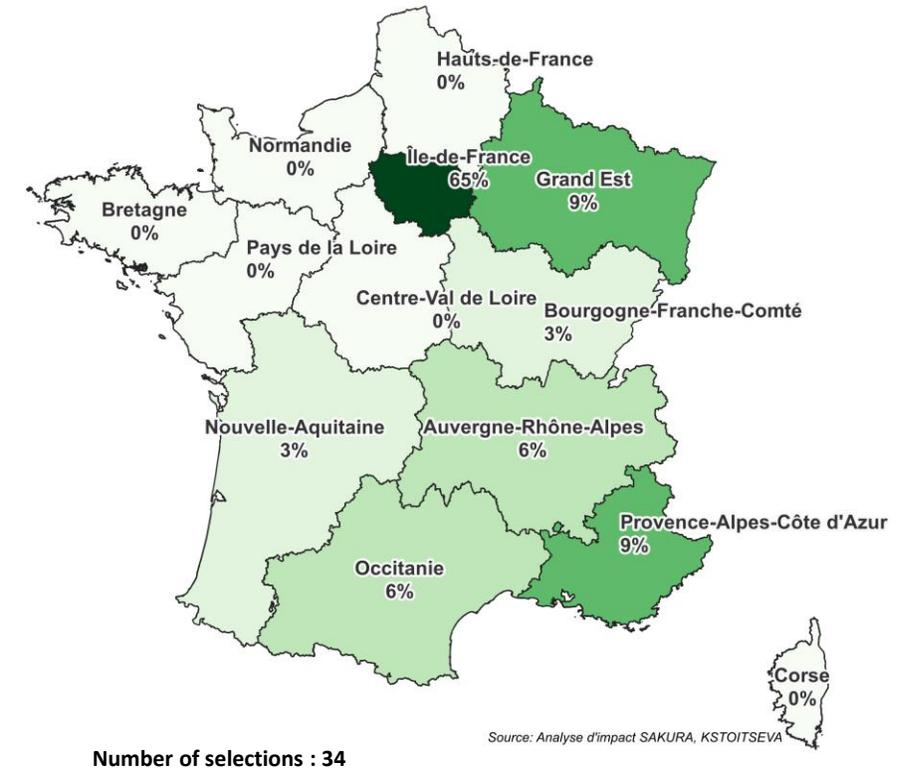 Hauts-de-France
0%
Normandie
0%
Île-de-France
65%
Grand Est
9%
Bretagne
0%
Pays de la Loire
0%
Centre-Val de Loire
0%
Bourgogne-Franche-Comté
3%
Nouvelle-Aquitaine
3%
Auvergne-Rhône-Alpes
6%
Provence-Alpes-Côte d'Azur
9%
Occitanie
6%
Corse
0%
Source: Analyse d'impact SAKURA, KSTOITSEVA
Number of selections : 34